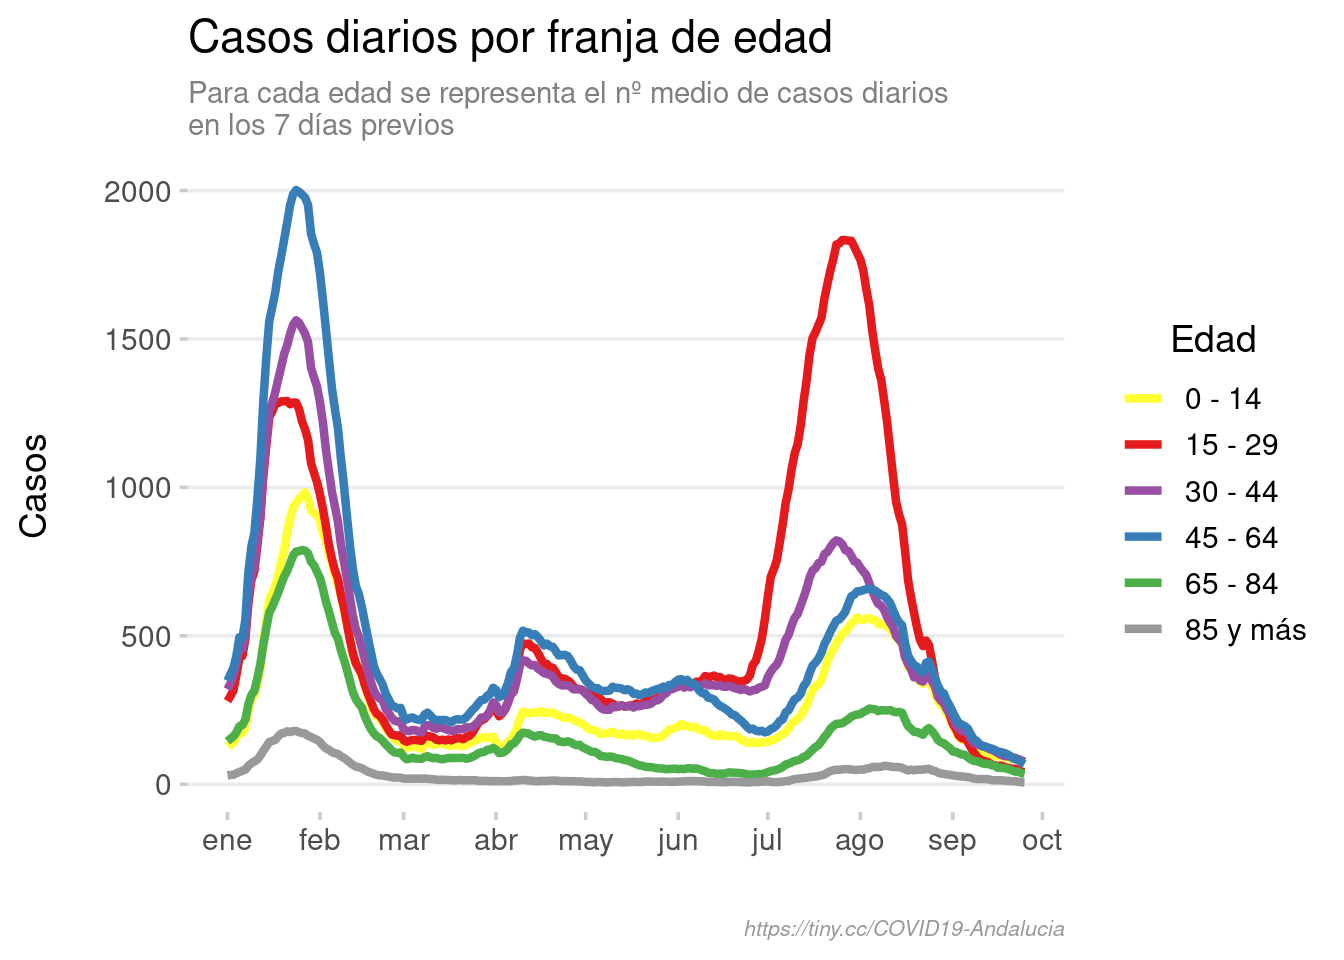 Casos diarios por franja de edad
Para cada edad se representa el nº medio de casos diarios
en los 7 días previos
Casos
2000
1500
1000
500
0
ene feb mar abr may jun jul ago sep oct
Edad
0 - 14
15 - 29
30 - 44
45 - 64
65 - 84
85 y más
https://tiny.cc/COVID19-Andalucia